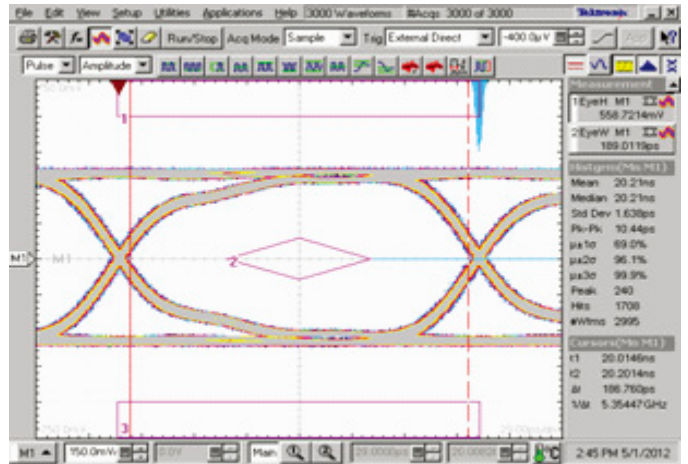 File Edit View Setup Utilities Applications Help 3000 Waveforms #Acqs 3000 of 3000 Tektronix
Run/Stop Acq Mode Sample Trig External Direct -400.0μV
Pulse Amplitude
Measurement
1 EyeH M1
558.7214mV
2 EyeW M1
189.0119ps
1
Mean 20.21ns
Median 20.21ns
Std Dev 1.638ps
Pk-Pk 10.44ps
μ±1σ 69.0%
μ±2σ 96.1%
μ±3σ 99.9%
Peak 240
Hits 1708
#Wfms 2995
M1 M1 2
Cursors(Mn M1)
t1 20.0146ns
t2 20.2014ns
Δt 186.760ps
1/Δt 5.35447GHz
3
M1 150.0mV/ 0.0V Main °C 2:45 PM 5/1/2012